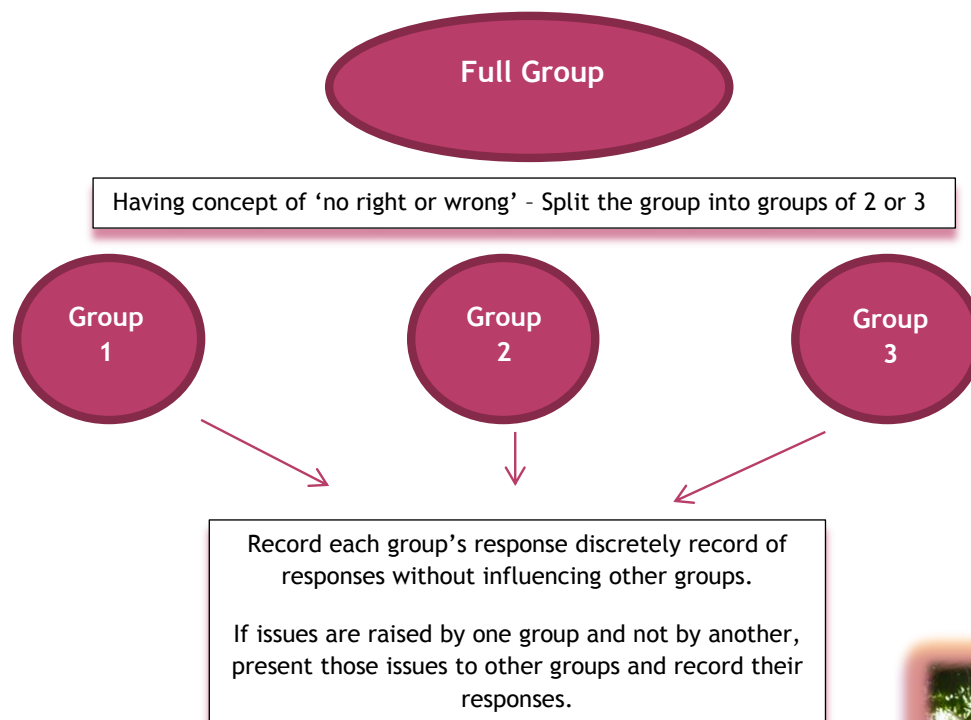 Full Group
Having concept of ‘no right or wrong’ – Split the group into groups of 2 or 3
Group
1
Group
2
Group
3
Record each group’s response discretely record of
responses without influencing other groups.
If issues are raised by one group and not by another,
present those issues to other groups and record their
responses.